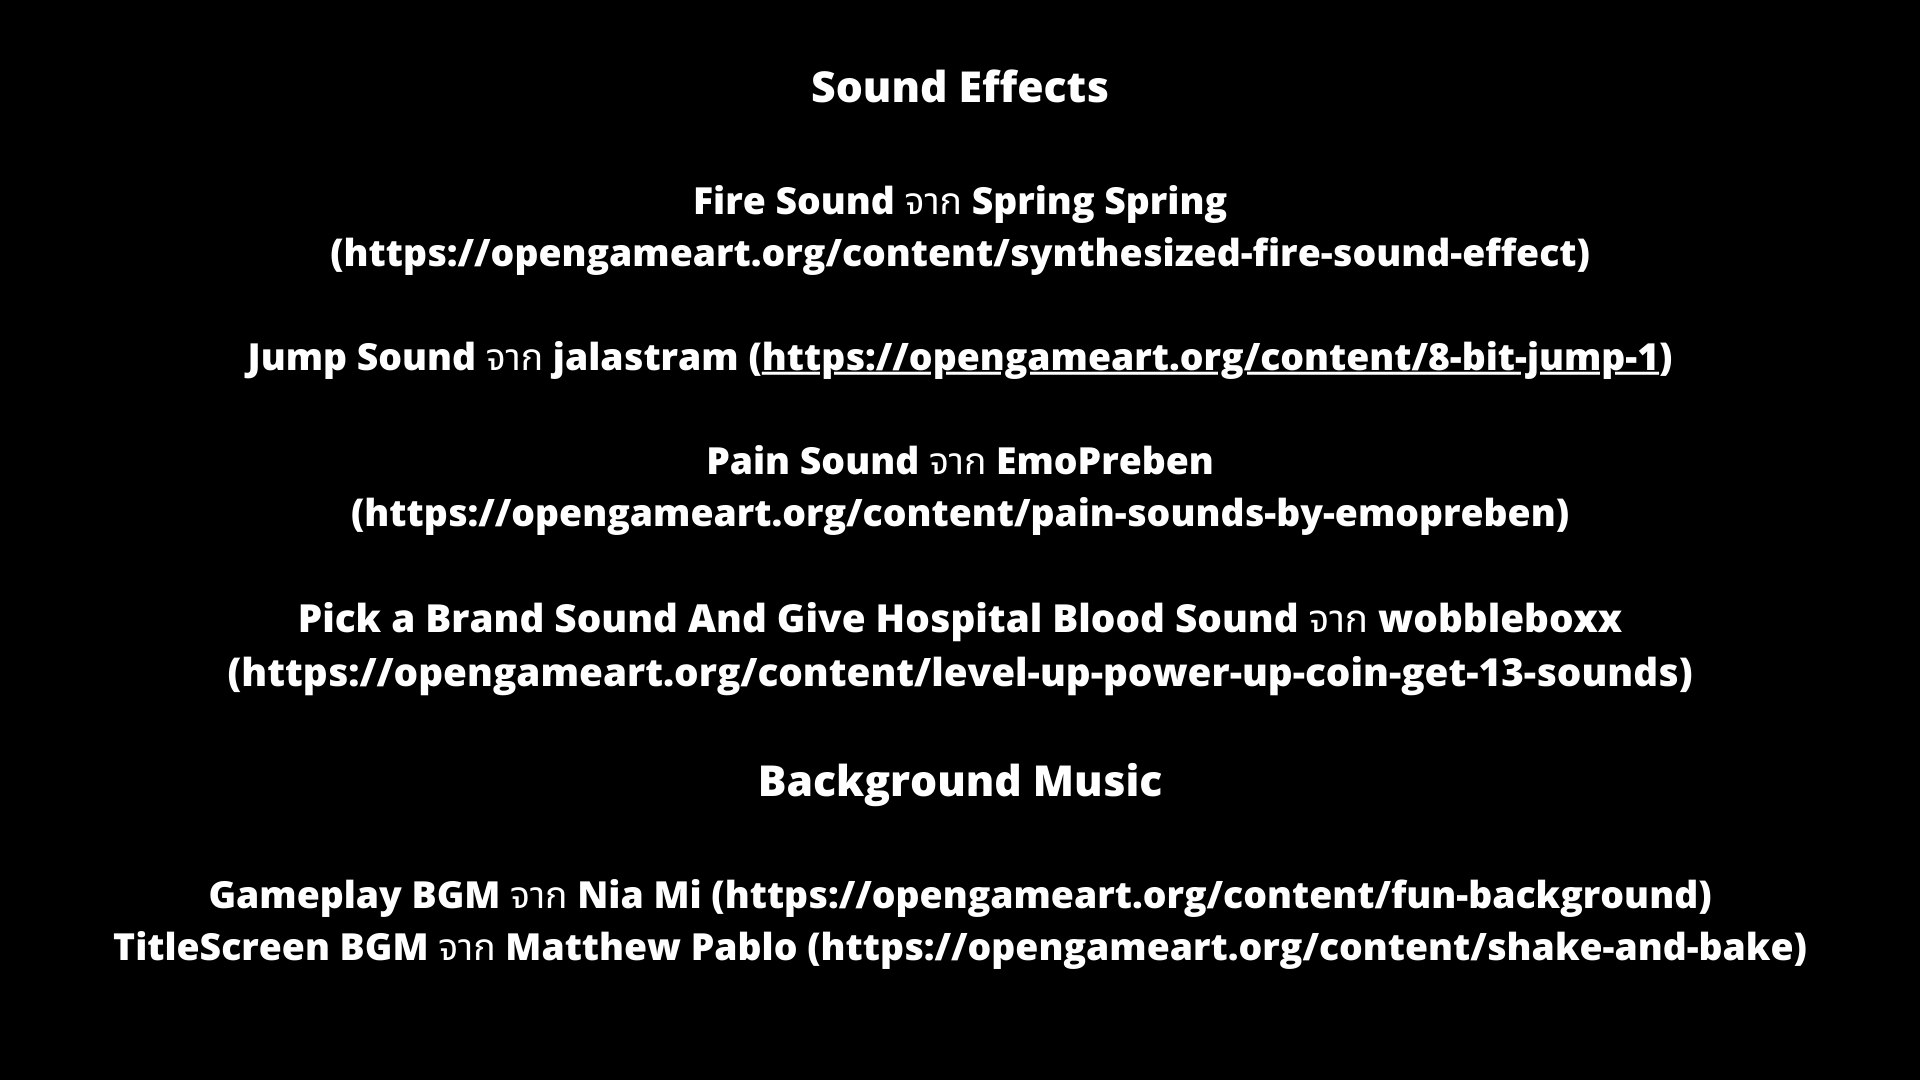 Sound Effects
Fire Sound จาก Spring Spring
(https://opengameart.org/content/synthesized-fire-sound-effect)
Jump Sound จาก jalastram (https://opengameart.org/content/8-bit-jump-1)
Pain Sound จาก EmoPreben
(https://opengameart.org/content/pain-sounds-by-emopreben)
Pick a Brand Sound And Give Hospital Blood Sound จาก wobbleboxx
(https://opengameart.org/content/level-up-power-up-coin-get-13-sounds)
Background Music
Gameplay BGM จาก Nia Mi (https://opengameart.org/content/fun-background)
TitleScreen BGM จาก Matthew Pablo (https://opengameart.org/content/shake-and-bake)